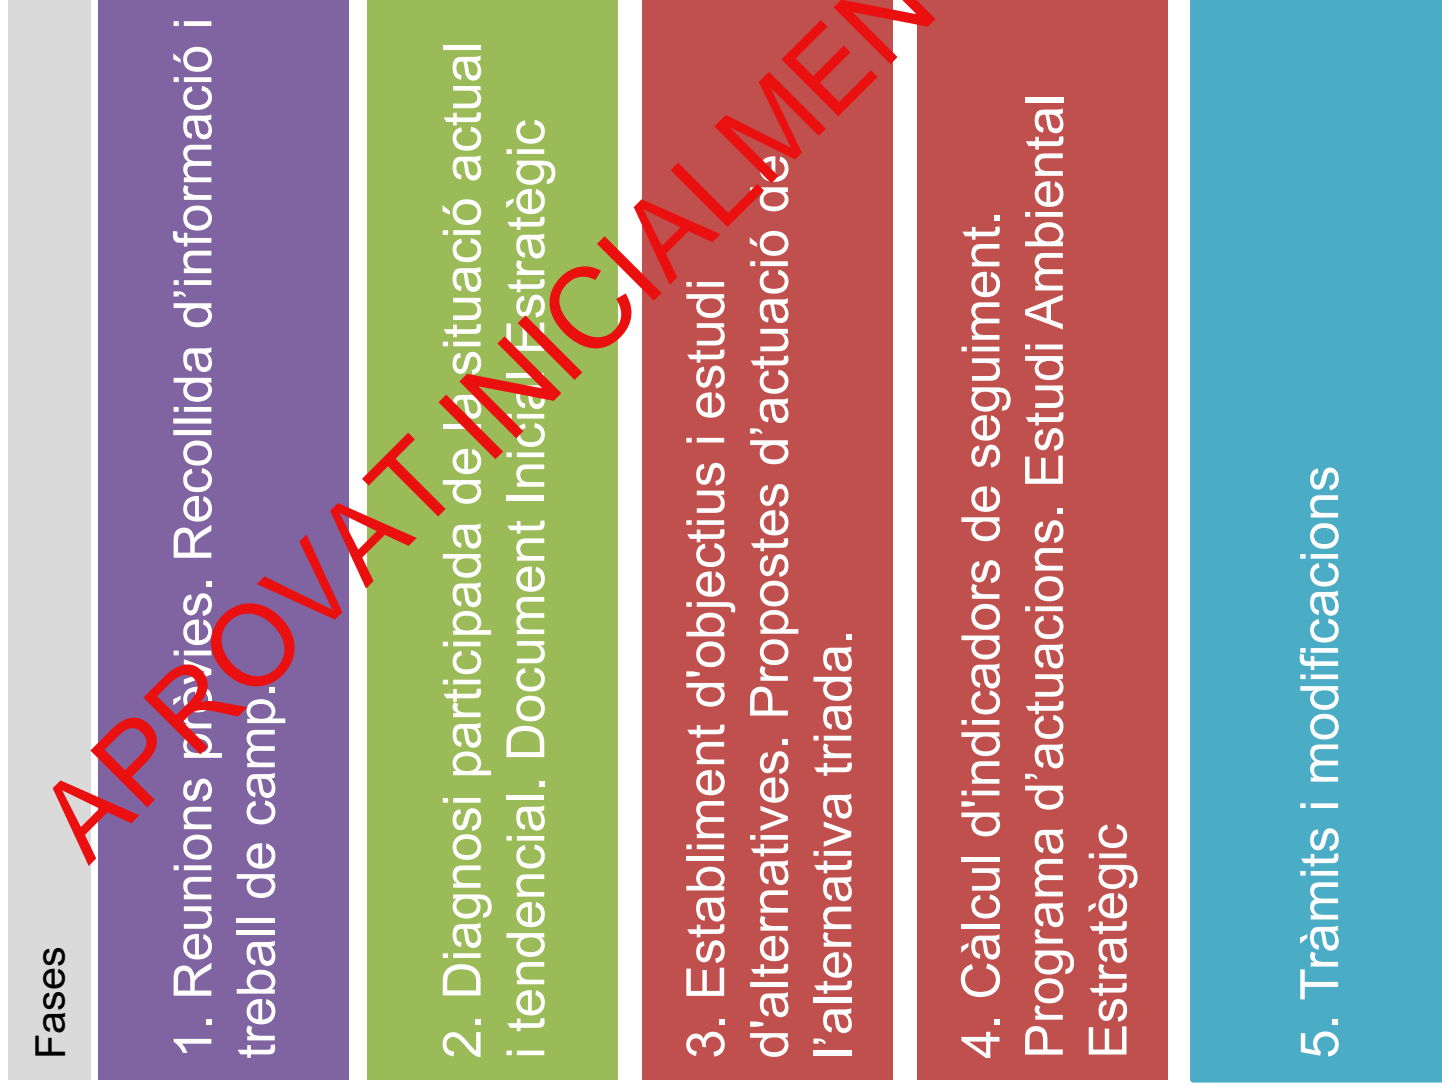 Fases
1. Reunions prèvies. Recollida d’informació i
treball de camp.
2. Diagnosi participada de la situació actual
i tendencial. Document Inicial Estratègic
3. Establiment d'objectius i estudi
d'alternatives. Propostes d’actuació de
l’alternativa triada.
4. Càlcul d'indicadors de seguiment.
Programa d’actuacions. Estudi Ambiental
Estratègic
5. Tràmits i modificacions
APROVAT INICIALMEN